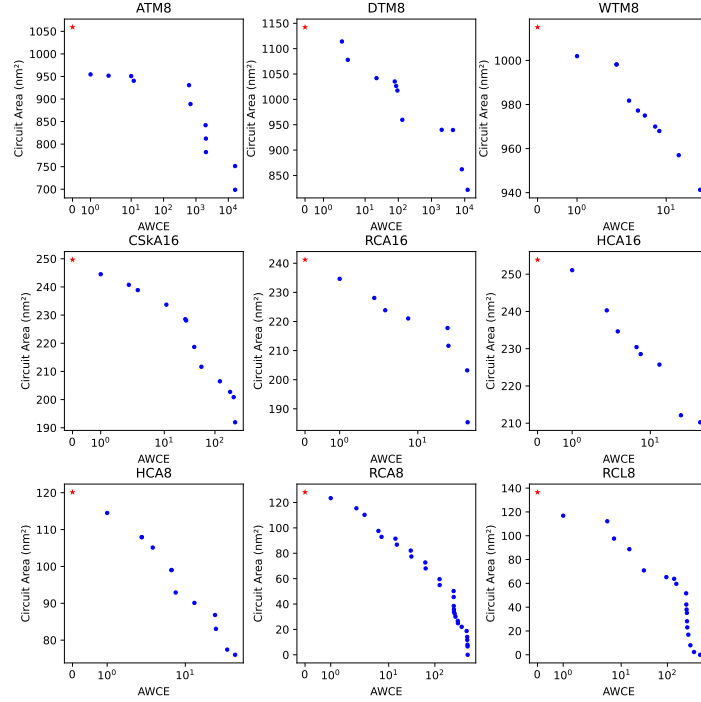 ATM8 DTM8 WTM8
Circuit Area (nm²) 1050 1000 950 900 850 800 750 700
0 10⁰ 10¹ 10³ 10⁴
AWCE
Circuit Area (nm²) 1150 1100 1050 1000 950 900 850
0 10⁰ 10¹ 10² 10³ 10⁴
AWCE
Circuit Area (nm²) 1000 980 960 940
0 10⁰ 10¹
AWCE
CSkA16 RCA16 HCA16
Circuit Area (nm²) 250 240 230 220 210 200 190
0 10⁰ 10¹ 10²
AWCE
Circuit Area (nm²) 240 230 220 210 200 190
0 10⁰ 10¹
AWCE
Circuit Area (nm²) 250 240 230 220 210
0 10⁰ 10¹
AWCE
HCA8 RCA8 RCL8
Circuit Area (nm²) 120 110 100 90 80
0 10⁰ 10¹
AWCE
Circuit Area (nm²) 120 100 80 60 40 20 0
0 10⁰ 10¹ 10²
AWCE
Circuit Area (nm²) 140 120 100 80 60 40 20 0
0 10⁰ 10¹ 10²
AWCE